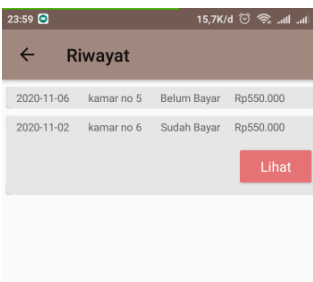 23:59 15,7K/d
Riwayat
2020-11-06 kamar no 5 Belum Bayar Rp550.000
2020-11-02 kamar no 6 Sudah Bayar Rp550.000
Lihat